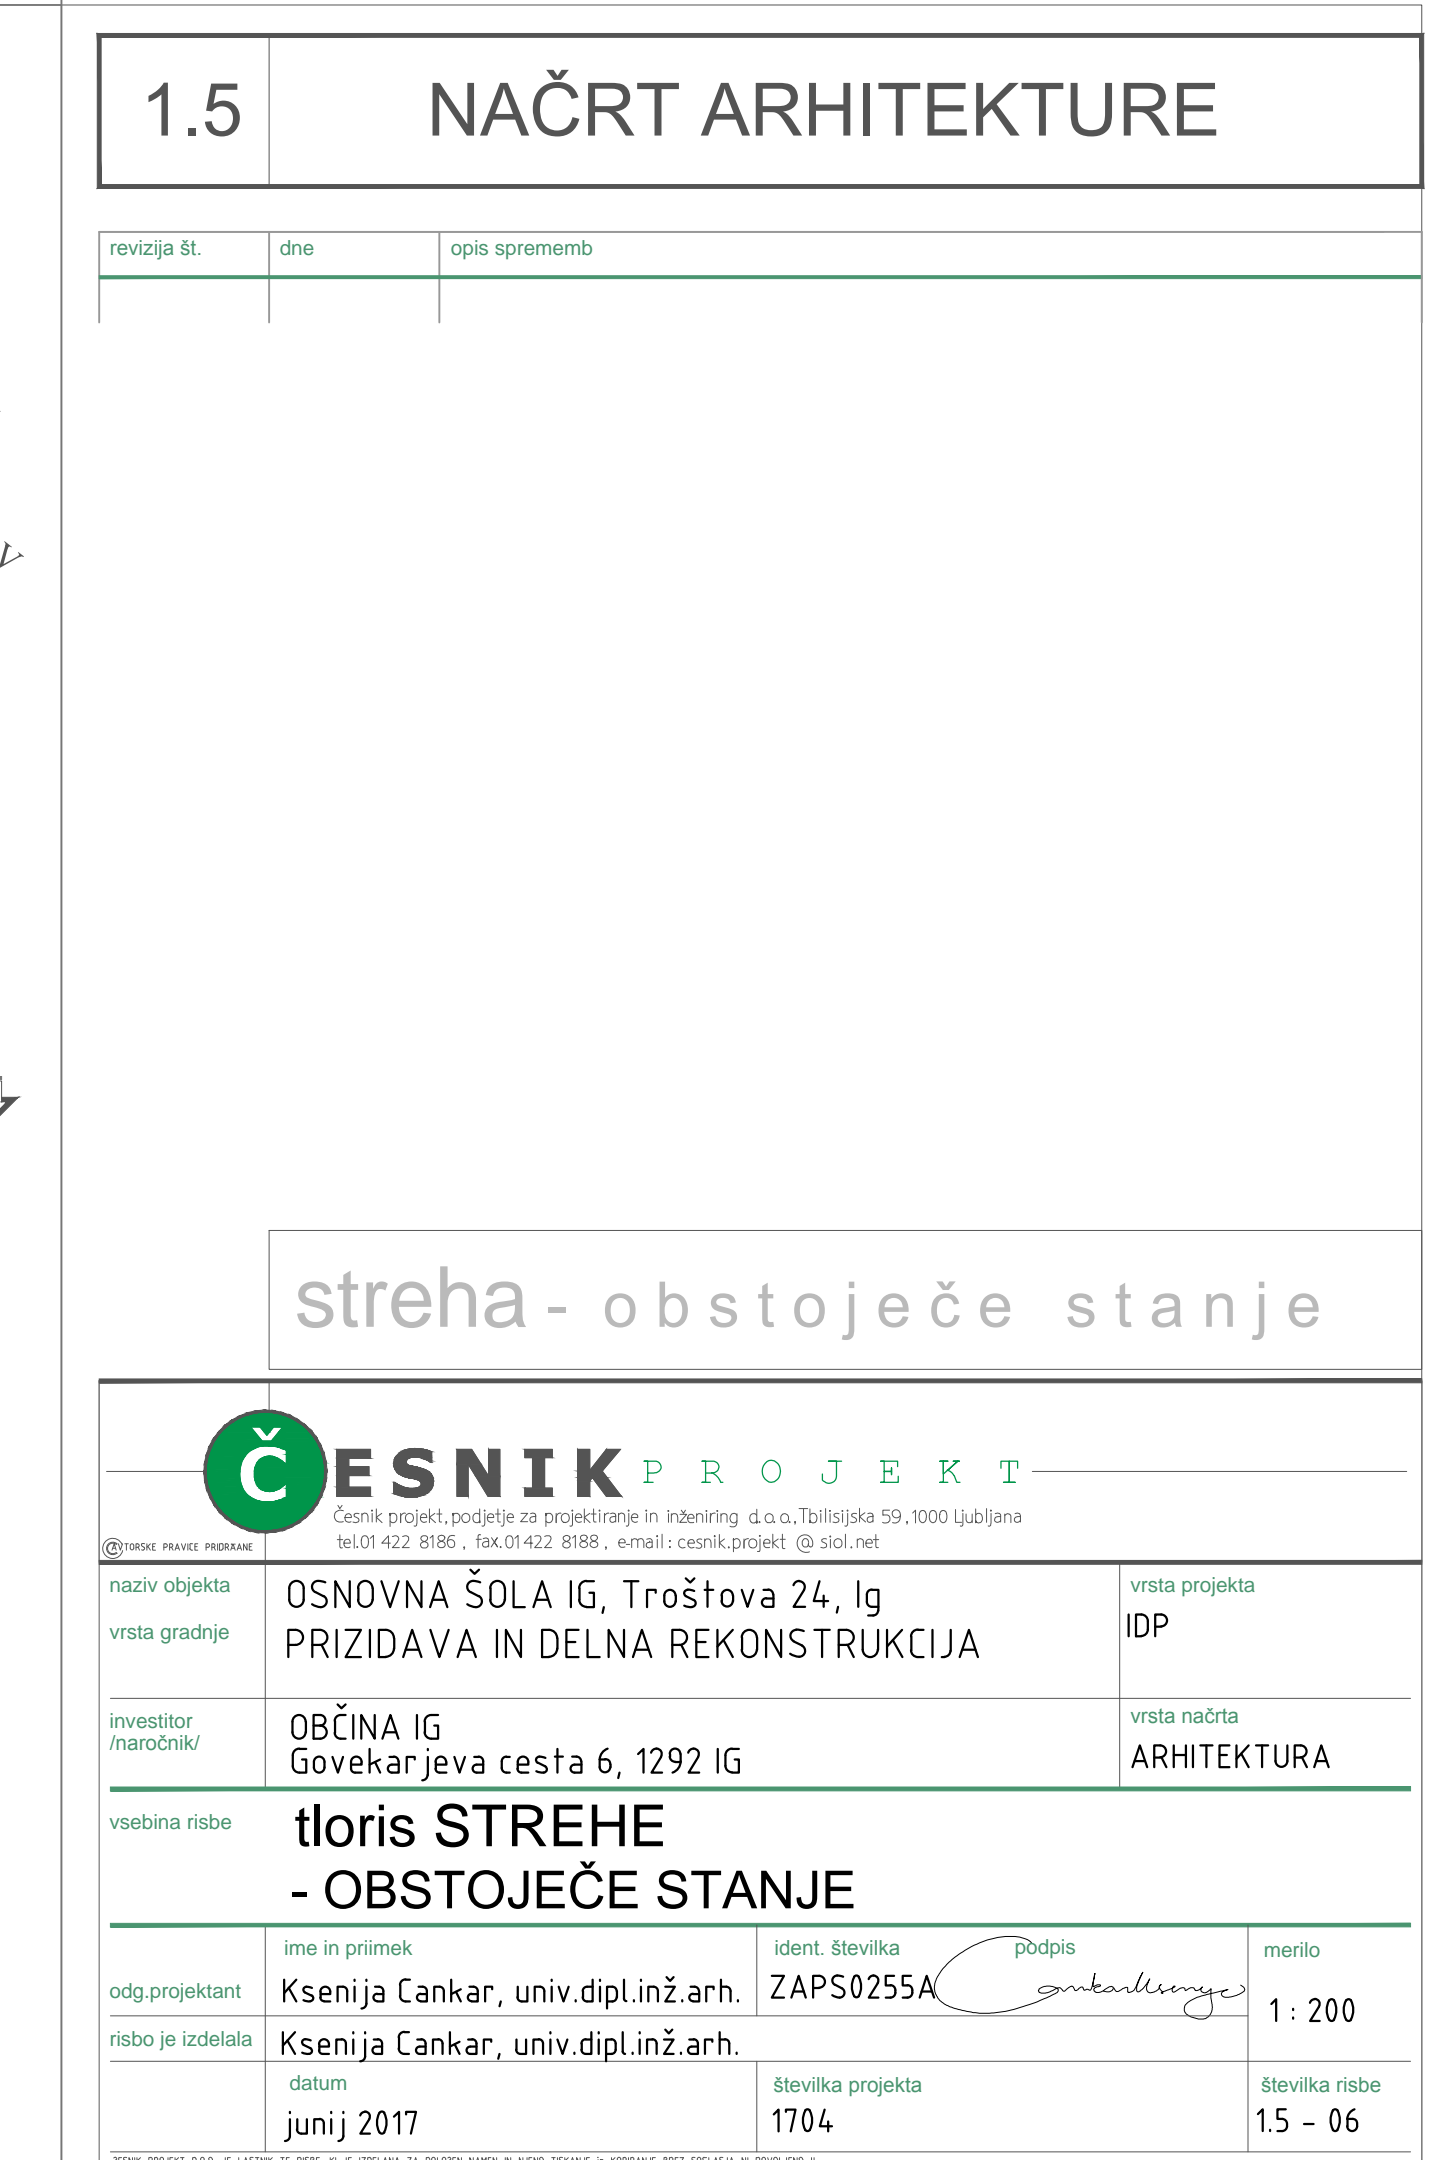 1.5 NAČRT ARHITEKTURE
revizija št. dne opis sprememb
streha - obstoječe stanje
ČESNIK PROJEKT
Česnik projekt, podjetje za projektiranje in inženiring d.o.o., Tbilisijska 59, 1000 Ljubljana
tel.01 422 8186, fax.01 422 8188, e-mail: cesnik.projekt @ siol.net
AVTORSKE PRAVICE
naziv objekta OSNOVNA ŠOLA IG, Troštova 24, Ig vrsta projekta
vrsta gradnje PRIZIDAVA IN DELNA REKONSTRUKCIJA IDP
investitor OBČINA IG vrsta načrta
/naročnik/ Govekarjeva cesta 6, 1292 IG ARHITEKTURA
vsebina risbe tloris STREHE
- OBSTOJEČE STANJE
ime in priimek ident. številka podpis merilo
odg.projektant Ksenija Cankar, univ.dipl.inž.arh. ZAPS0255A 1 : 200
risbo je izdelala Ksenija Cankar, univ.dipl.inž.arh.
datum številka projekta številka risbe
junij 2017 1704 1.5 - 06